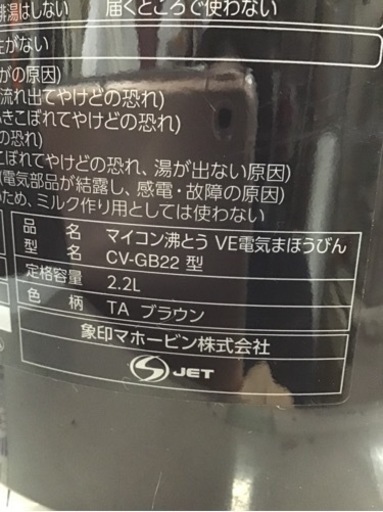 排湯はしない 届くところで使わない
がない
がの原因)
流れ出てやけどの恐れ)
きこぼれてやけどの恐れ)
の恐れ)
こぼれてやけどの恐れ、湯が出ない原因)
(電気部品が結露し、感電・故障の原因)
ため、ミルク作り用としては使わない
品 名 マイコン沸とう VE電気まほうびん
型 名 CV-GB22 型
定格容量 2.2L
色 柄 TA ブラウン
象印マホービン株式会社
S JET